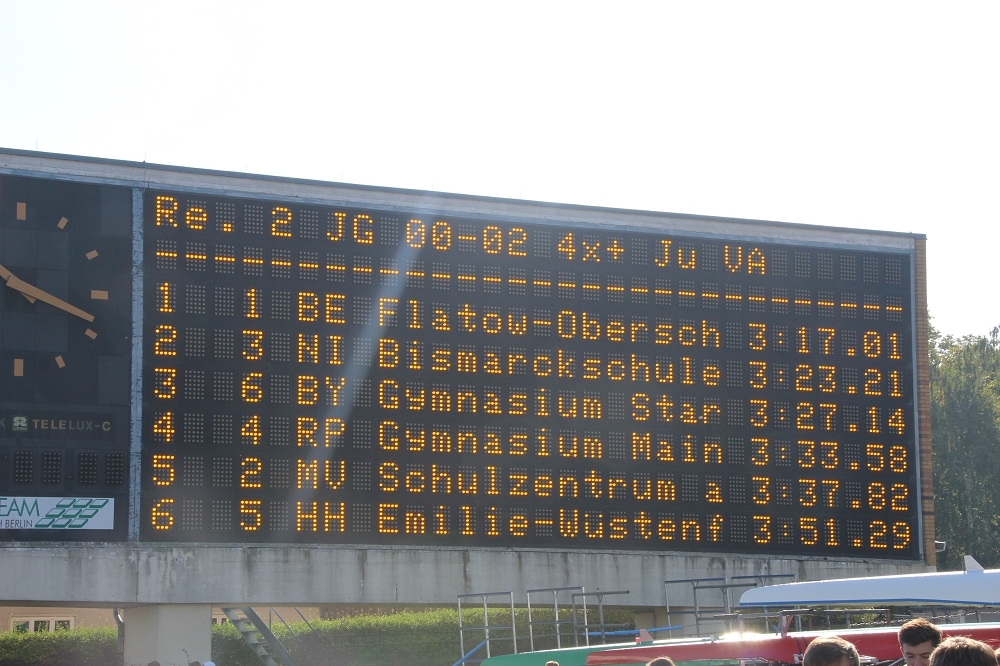 Re. 2 JG 00-02 4x+ Ju VA
--------------------------
1 1 BE Flatow-Obersch 3:17.01
2 3 NI Bismarckschule 3:23.21
3 6 BY Gymnasium Star 3:27.14
4 4 RP Gymnasium Main 3:33.58
5 2 MV Schulzentrum a 3:37.82
6 5 HH Emilie-Wüstenf 3:51.29
TELELUX-C
TEAM
BERLIN